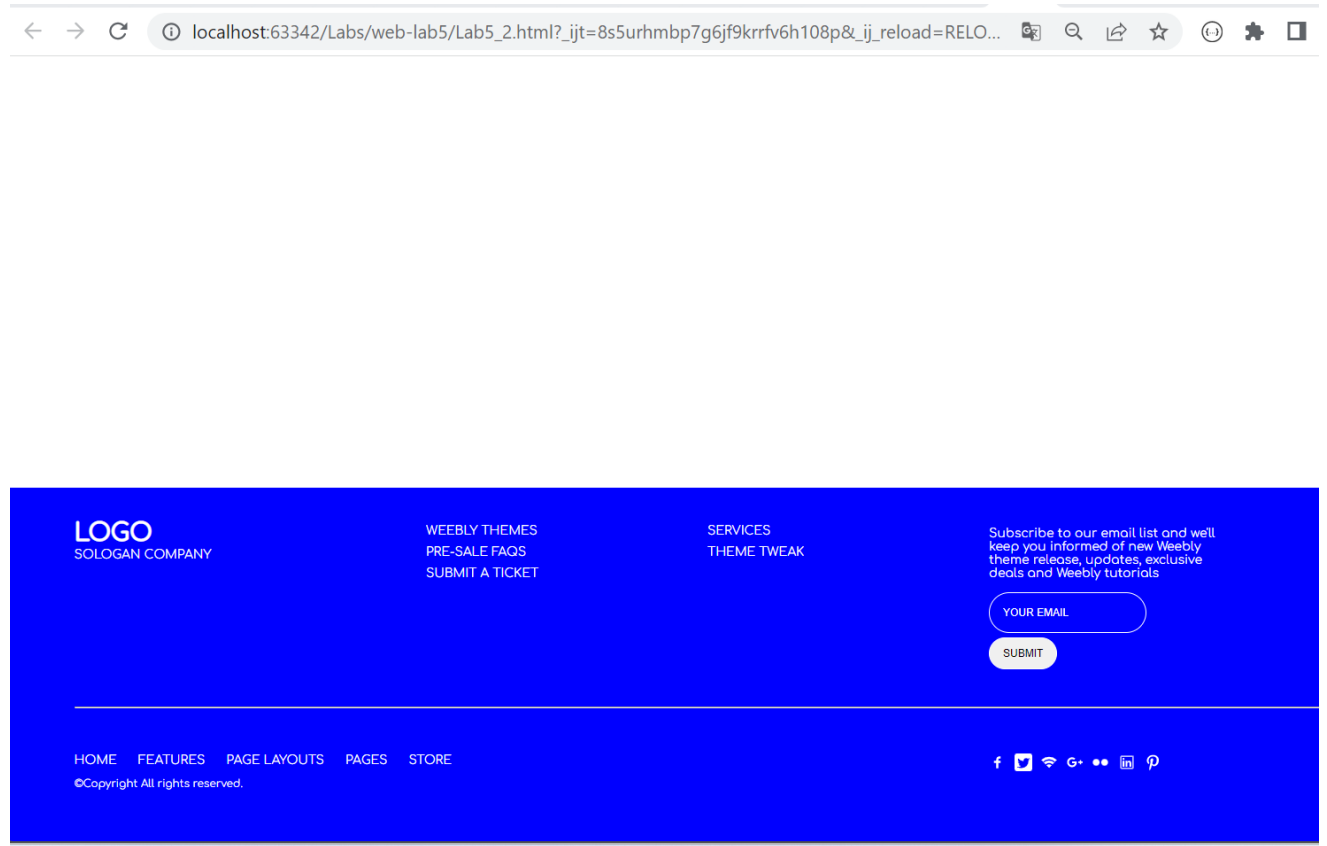 localhost:63342/Labs/web-lab5/Lab5_2.html?_ijt=8s5urhmbp7g6jf9krrfv6h108p&_ij_reload=RELO...
LOGO
SOLOGAN COMPANY
WEEBLY THEMES
PRE-SALE FAQS
SUBMIT A TICKET
SERVICES
THEME TWEAK
Subscribe to our email list and we'll
keep you informed of new Weebly
theme release, updates, exclusive
deals and Weebly tutorials
YOUR EMAIL
SUBMIT
HOME FEATURES PAGE LAYOUTS PAGES STORE
©Copyright All rights reserved.
f G+ in